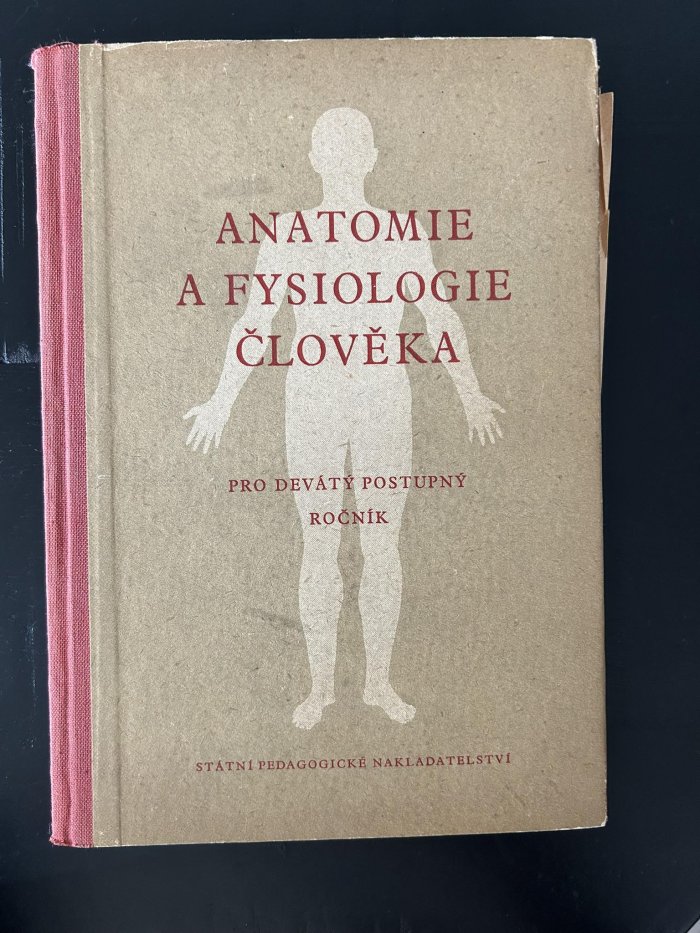 ANATOMIE
A FYSIOLOGIE
ČLOVĚKA
PRO DEVÁTÝ POSTUPNÝ
ROČNÍK
STÁTNÍ PEDAGOGICKÉ NAKLADATELSTVÍ